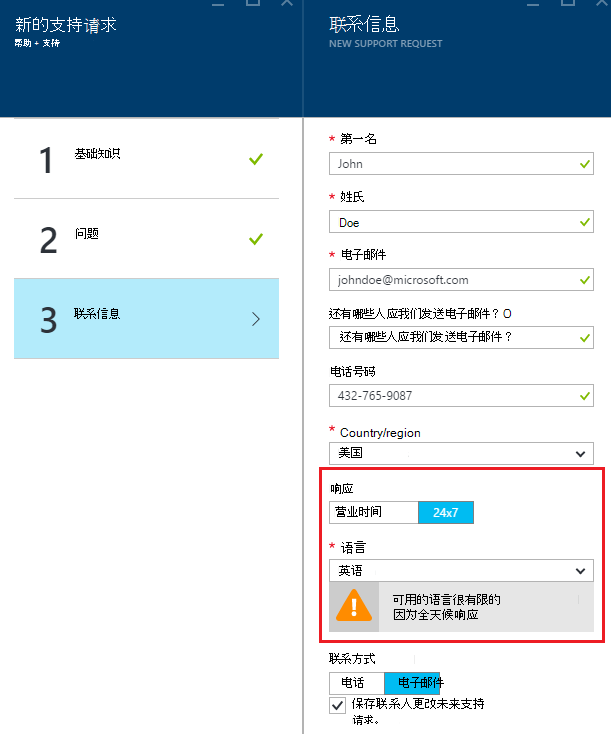 新的支持请求
帮助 + 支持
1 基础知识
2 问题
3 联系信息
联系信息
NEW SUPPORT REQUEST
* 第一名
John
* 姓氏
Doe
* 电子邮件
johndoe@microsoft.com
还有哪些人应我们发送电子邮件？O
还有哪些人应我们发送电子邮件？
电话号码
432-765-9087
* Country/region
美国
响应
营业时间 24x7
* 语言
英语
可用的语言很有限的
因为全天候响应
联系方式
电话 电子邮件
保存联系人更改未来支持
请求。